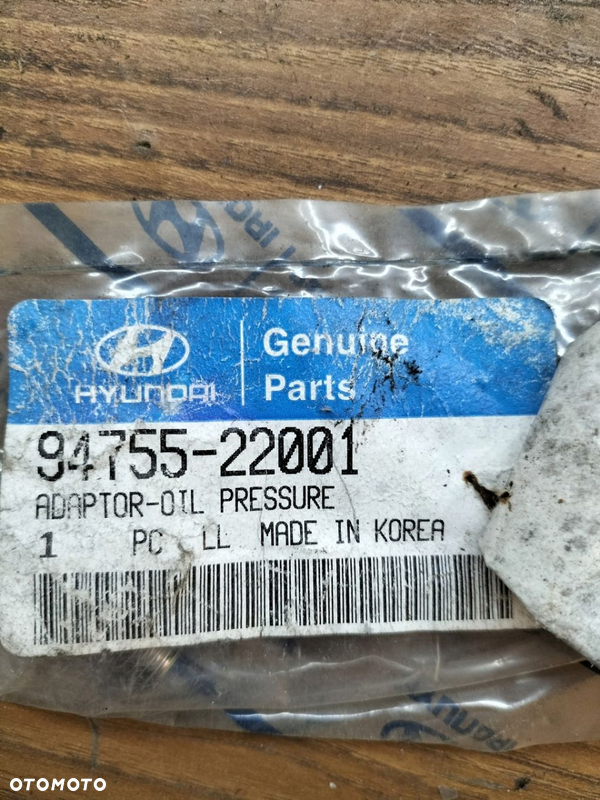 HYUNDAI
Genuine
Parts
94755-22001
ADAPTOR-OIL PRESSURE
1 PC LL MADE IN KOREA
OTOMOTO